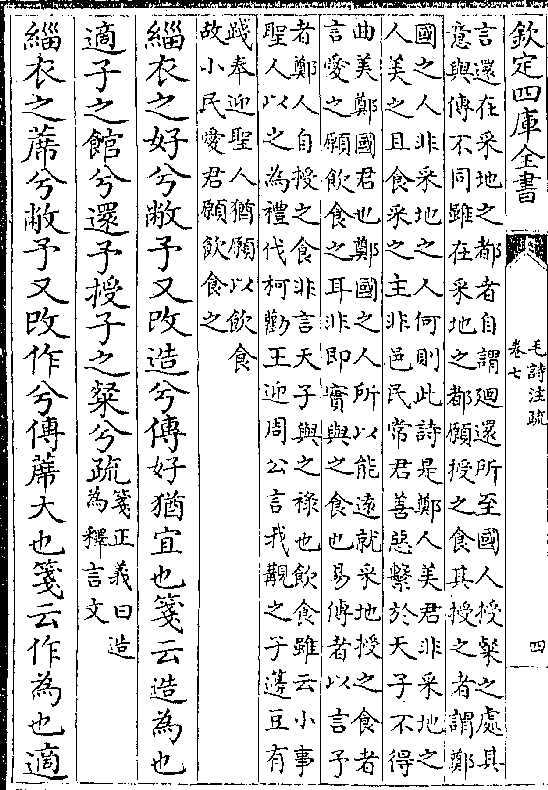 欽定四庫全書
毛詩注疏
卷七
四
言還在采地之都者自謂廻還所至國人授粲之處其
意與傳不同雖在采地之都願授之食其授之者謂鄭
國之人非采地之人何則此詩是鄭人美君非采地之
人美之且食采之主非邑民常君善惡繫於天子不得
曲美鄭國君也鄭國之人所以能遠就采地授之食者
言愛之願飲食之耳非即實與之食也易傳者以言予
者鄭人自授之食非言天子與之祿也飲食雖云小事
聖人以之為禮伐柯勸王迎周公言我覯之子籩豆有
踐奉迎聖人猶願以飲食
故小民愛君願飲食之
緇衣之好兮敝予又改造兮傳好猶宜也箋云造為也
適子之館兮還予授子之粲兮疏
箋正義曰造
為釋言文
緇衣之蓆兮敝予又改作兮傳蓆大也箋云作為也適